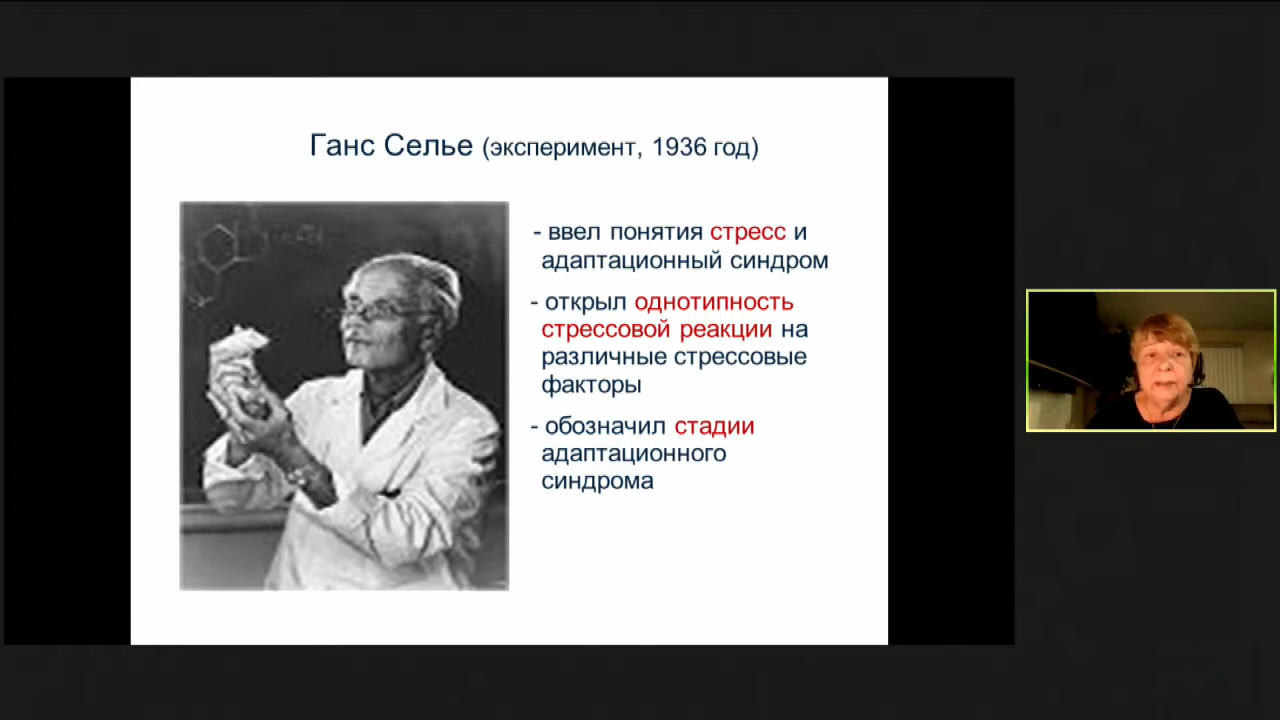 Ганс Селье (эксперимент, 1936 год)
- ввел понятия стресс и
адаптационный синдром
- открыл однотипность
стрессовой реакции на
различные стрессовые
факторы
- обозначил стадии
адаптационного
синдрома